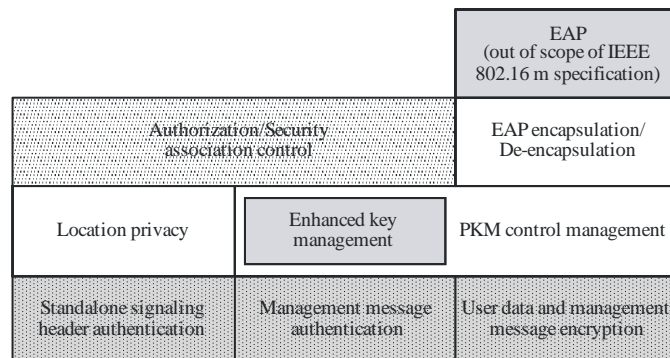 EAP
(out of scope of IEEE
802.16 m specification)
Authorization/Security
association control
EAP encapsulation/
De-encapsulation
Location privacy
Enhanced key
management
PKM control management
Standalone signaling
header authentication
Management message
authentication
User data and management
message encryption